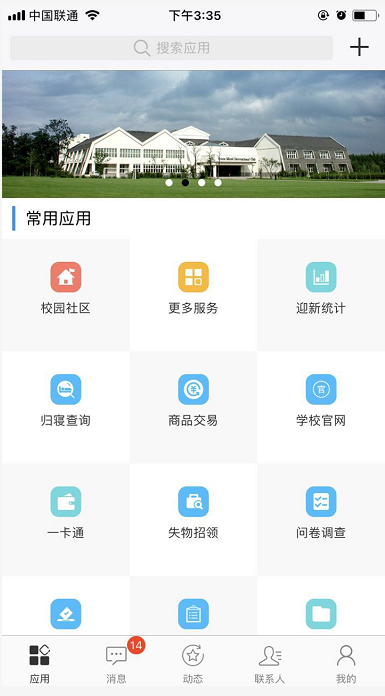 中国联通 下午3:35
搜索应用
常用应用
校园社区 更多服务 迎新统计
归寝查询 商品交易 学校官网
官
一卡通 失物招领 问卷调查
14
应用 消息 动态 联系人 我的